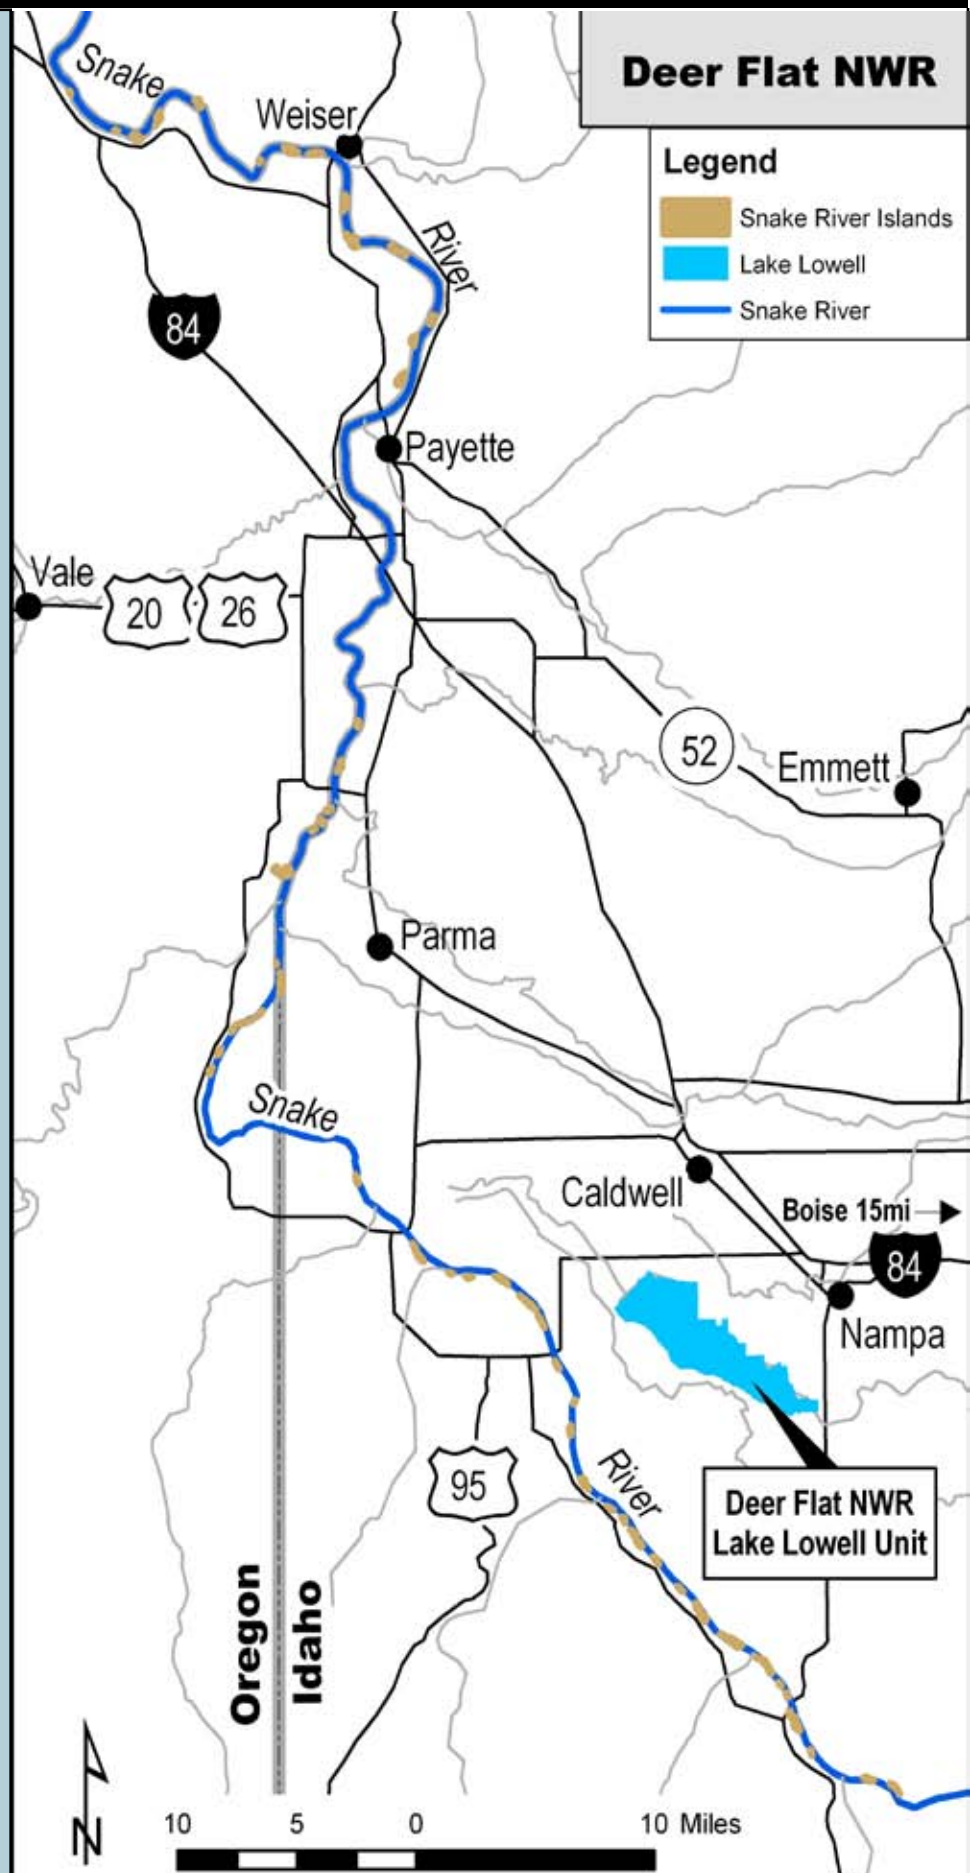 Deer Flat NWR
Legend
Snake River Islands
Lake Lowell
Snake River
Snake
Weiser
River
84
Payette
Vale
20
26
52
Emmett
Parma
Snake
Caldwell
Boise 15mi
84
Nampa
95
River
Deer Flat NWR
Lake Lowell Unit
Oregon
Idaho
N
10 5 0 10 Miles